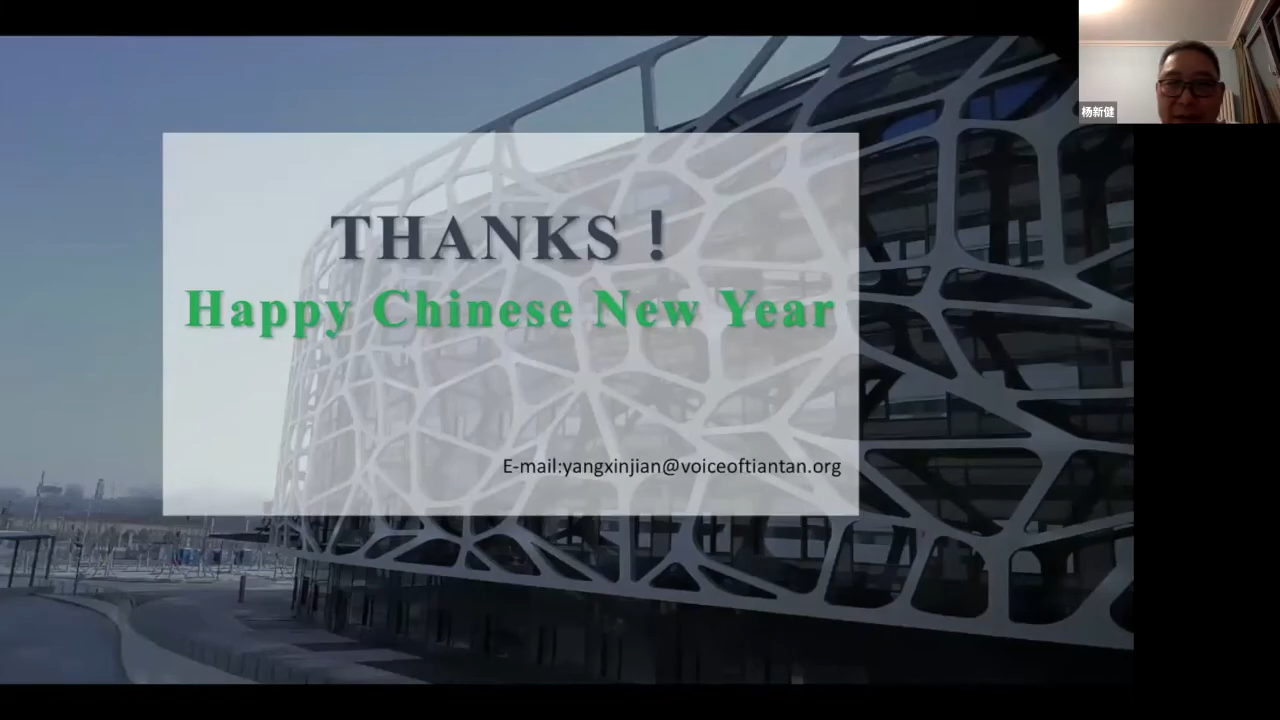 杨新健
THANKS！
Happy Chinese New Year
E-mail:yangxinjian@voiceoftiantan.org